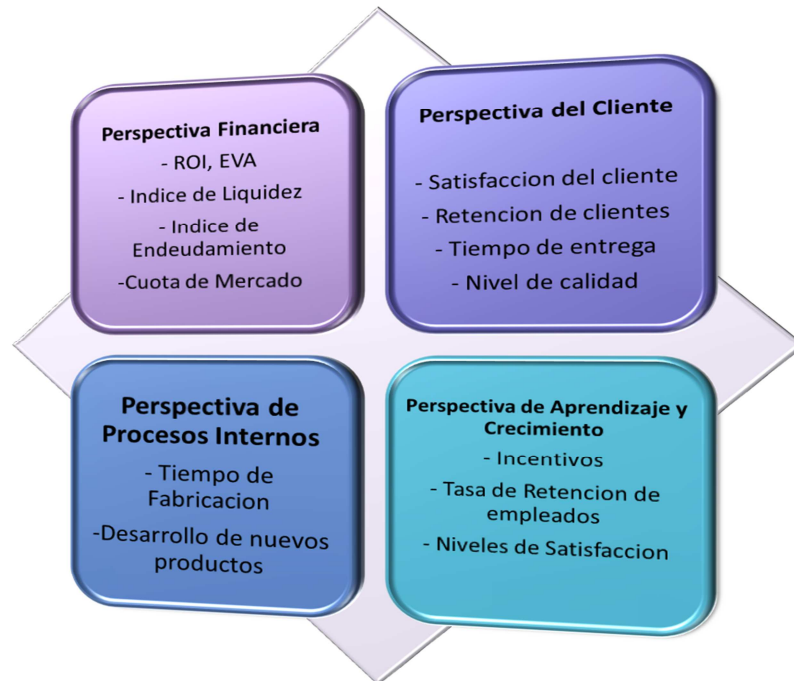 Perspectiva Financiera
- ROI, EVA
- Indice de Liquidez
- Indice de
Endeudamiento
-Cuota de Mercado
Perspectiva del Cliente
- Satisfaccion del cliente
- Retencion de clientes
- Tiempo de entrega
- Nivel de calidad
Perspectiva de
Procesos Internos
- Tiempo de
Fabricacion
-Desarrollo de nuevos
productos
Perspectiva de Aprendizaje y
Crecimiento
- Incentivos
- Tasa de Retencion de
empleados
- Niveles de Satisfaccion